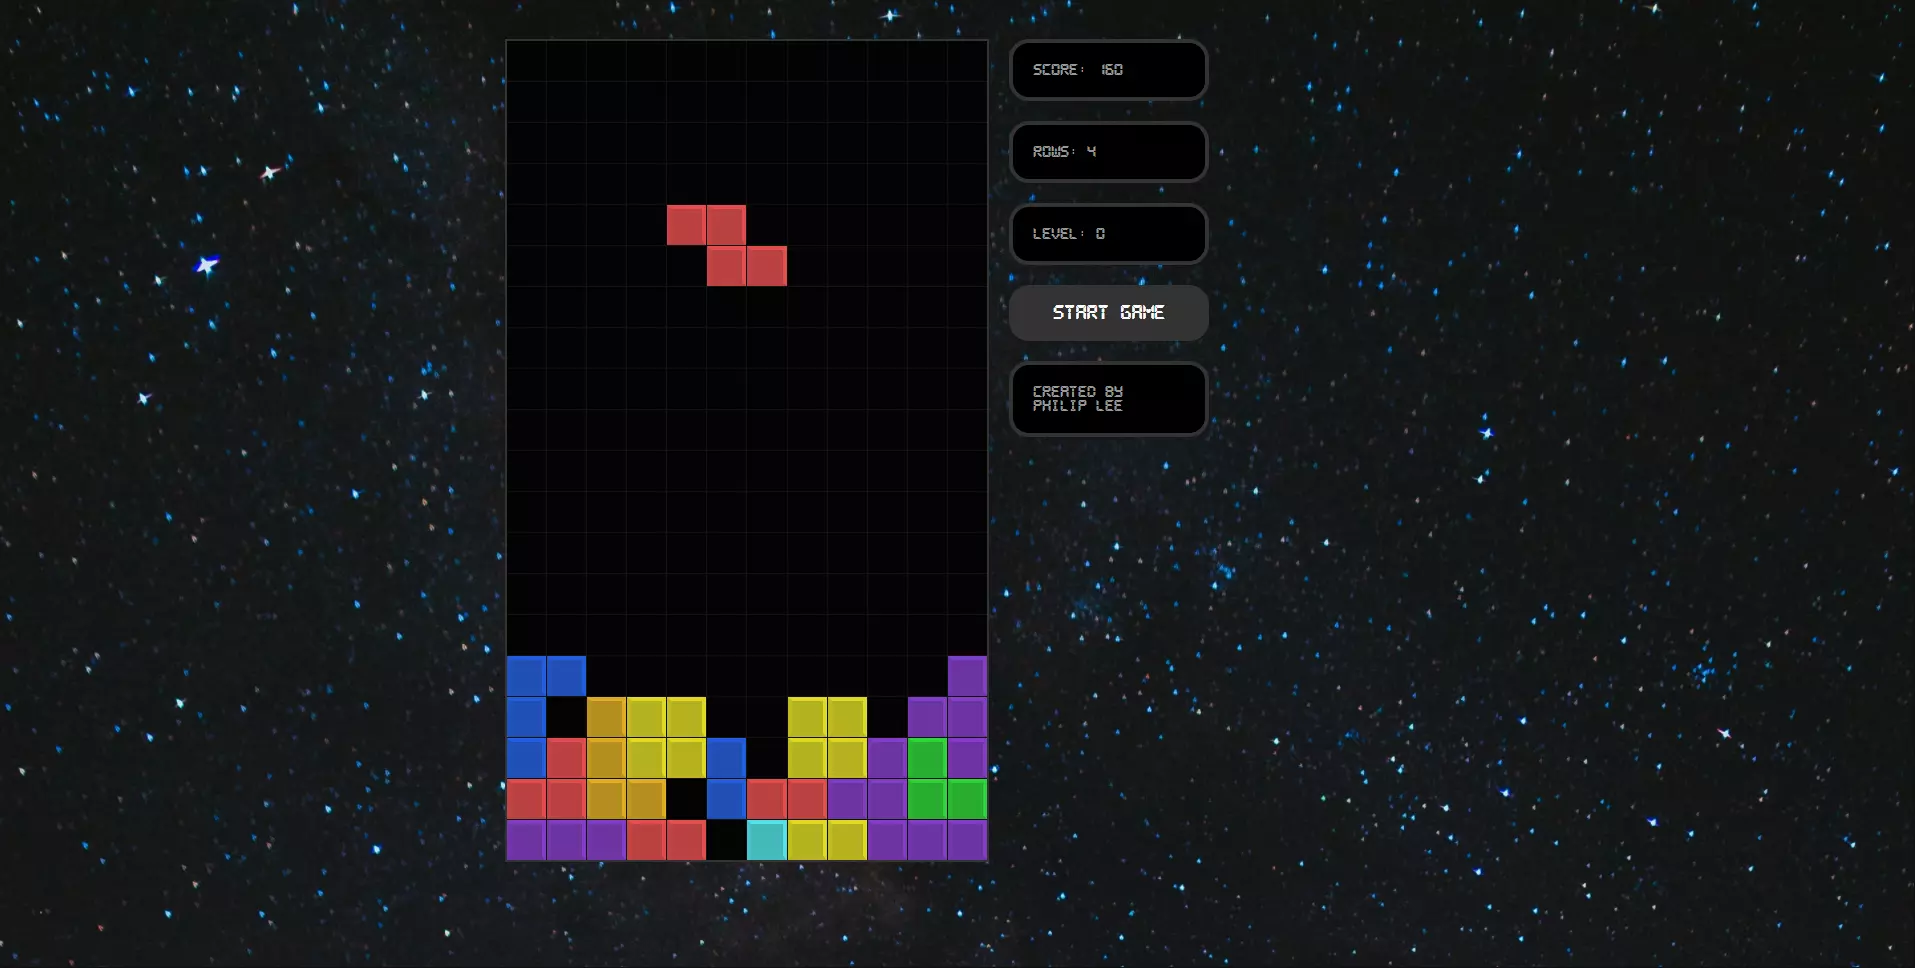 SCORE: 160
ROWS: 4
LEVEL: 0
START GAME
CREATED BY
PHILIP LEE